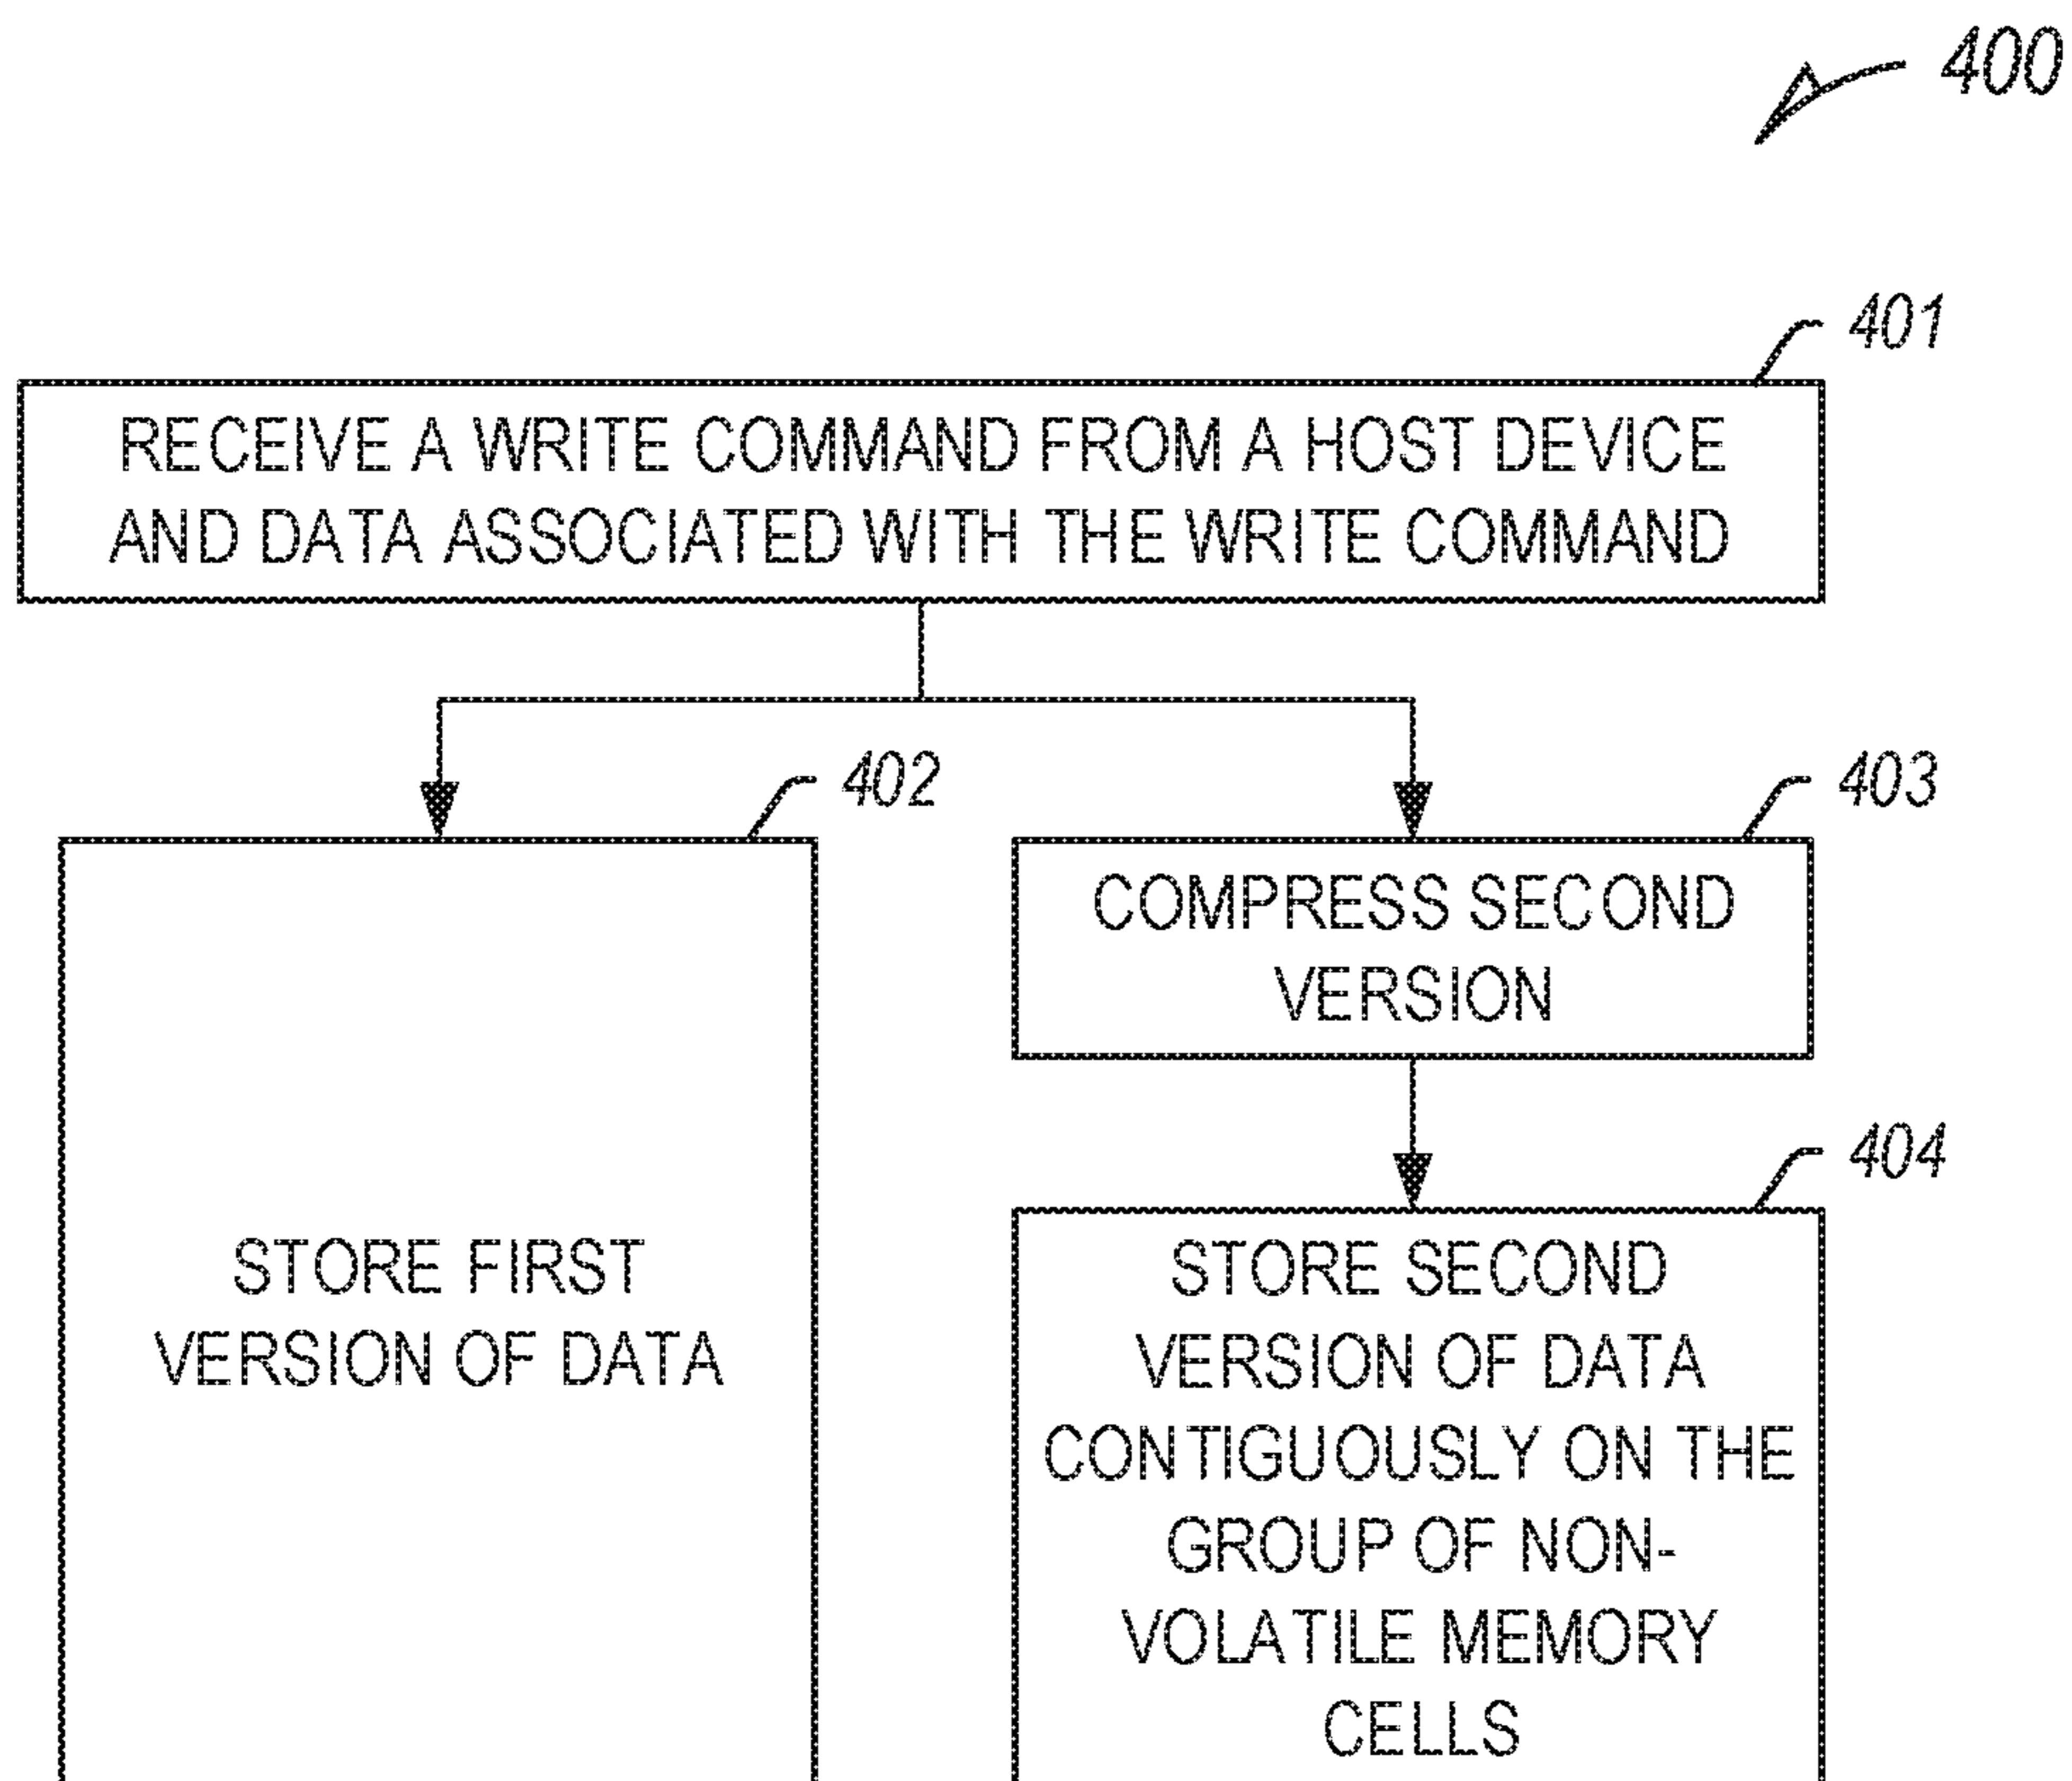 400
401
RECEIVE A WRITE COMMAND FROM A HOST DEVICE
AND DATA ASSOCIATED WITH THE WRITE COMMAND
402
403
COMPRESS SECOND
VERSION
404
STORE FIRST
VERSION OF DATA
STORE SECOND
VERSION OF DATA
CONTIGUOUSLY ON THE
GROUP OF NON-
VOLATILE MEMORY
CELLS